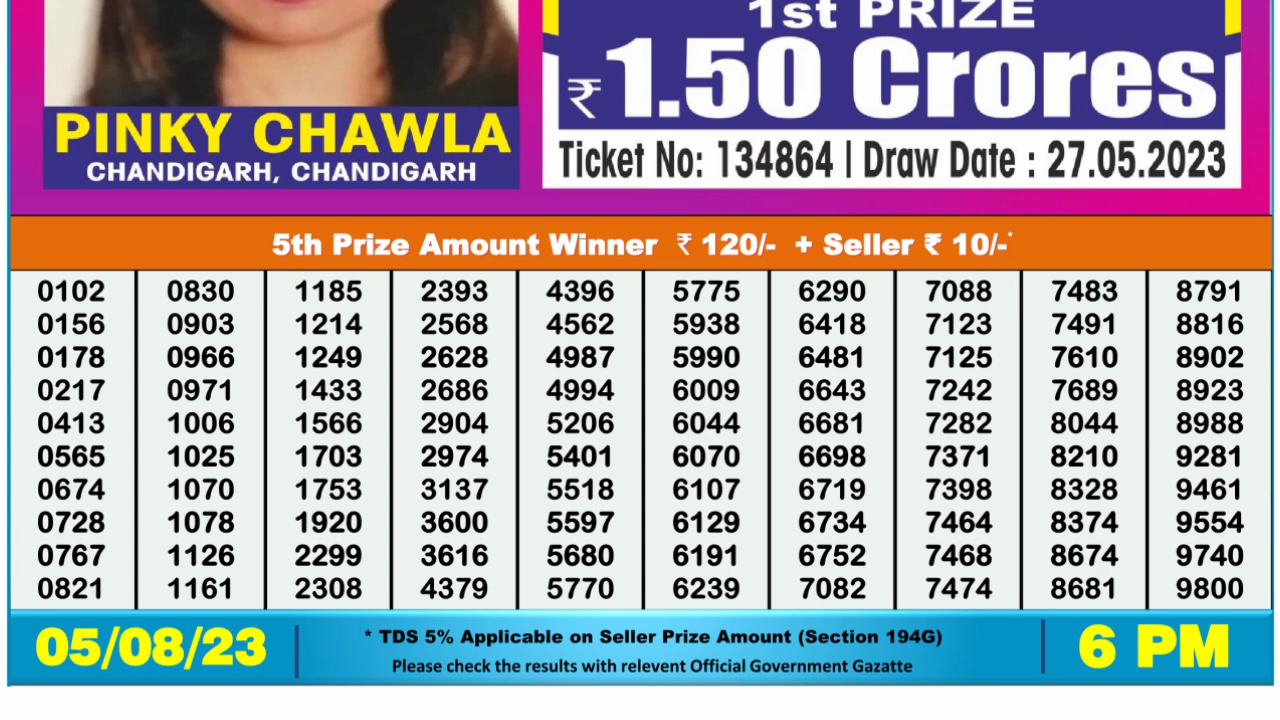 1st PRIZE
₹ 1.50 Crores
PINKY CHAWLA
CHANDIGARH, CHANDIGARH
Ticket No: 134864 | Draw Date : 27.05.2023
5th Prize Amount Winner ₹ 120/- + Seller ₹ 10/-*
0102 0830 1185 2393 4396 5775 6290 7088 7483 8791
0156 0903 1214 2568 4562 5938 6418 7123 7491 8816
0178 0966 1249 2628 4987 5990 6481 7125 7610 8902
0217 0971 1433 2686 4994 6009 6643 7242 7689 8923
0413 1006 1566 2904 5206 6044 6681 7282 8044 8988
0565 1025 1703 2974 5401 6070 6698 7371 8210 9281
0674 1070 1753 3137 5518 6107 6719 7398 8328 9461
0728 1078 1920 3600 5597 6129 6734 7464 8374 9554
0767 1126 2299 3616 5680 6191 6752 7468 8674 9740
0821 1161 2308 4379 5770 6239 7082 7474 8681 9800
05/08/23
* TDS 5% Applicable on Seller Prize Amount (Section 194G)
Please check the results with relevent Official Government Gazatte
6 PM